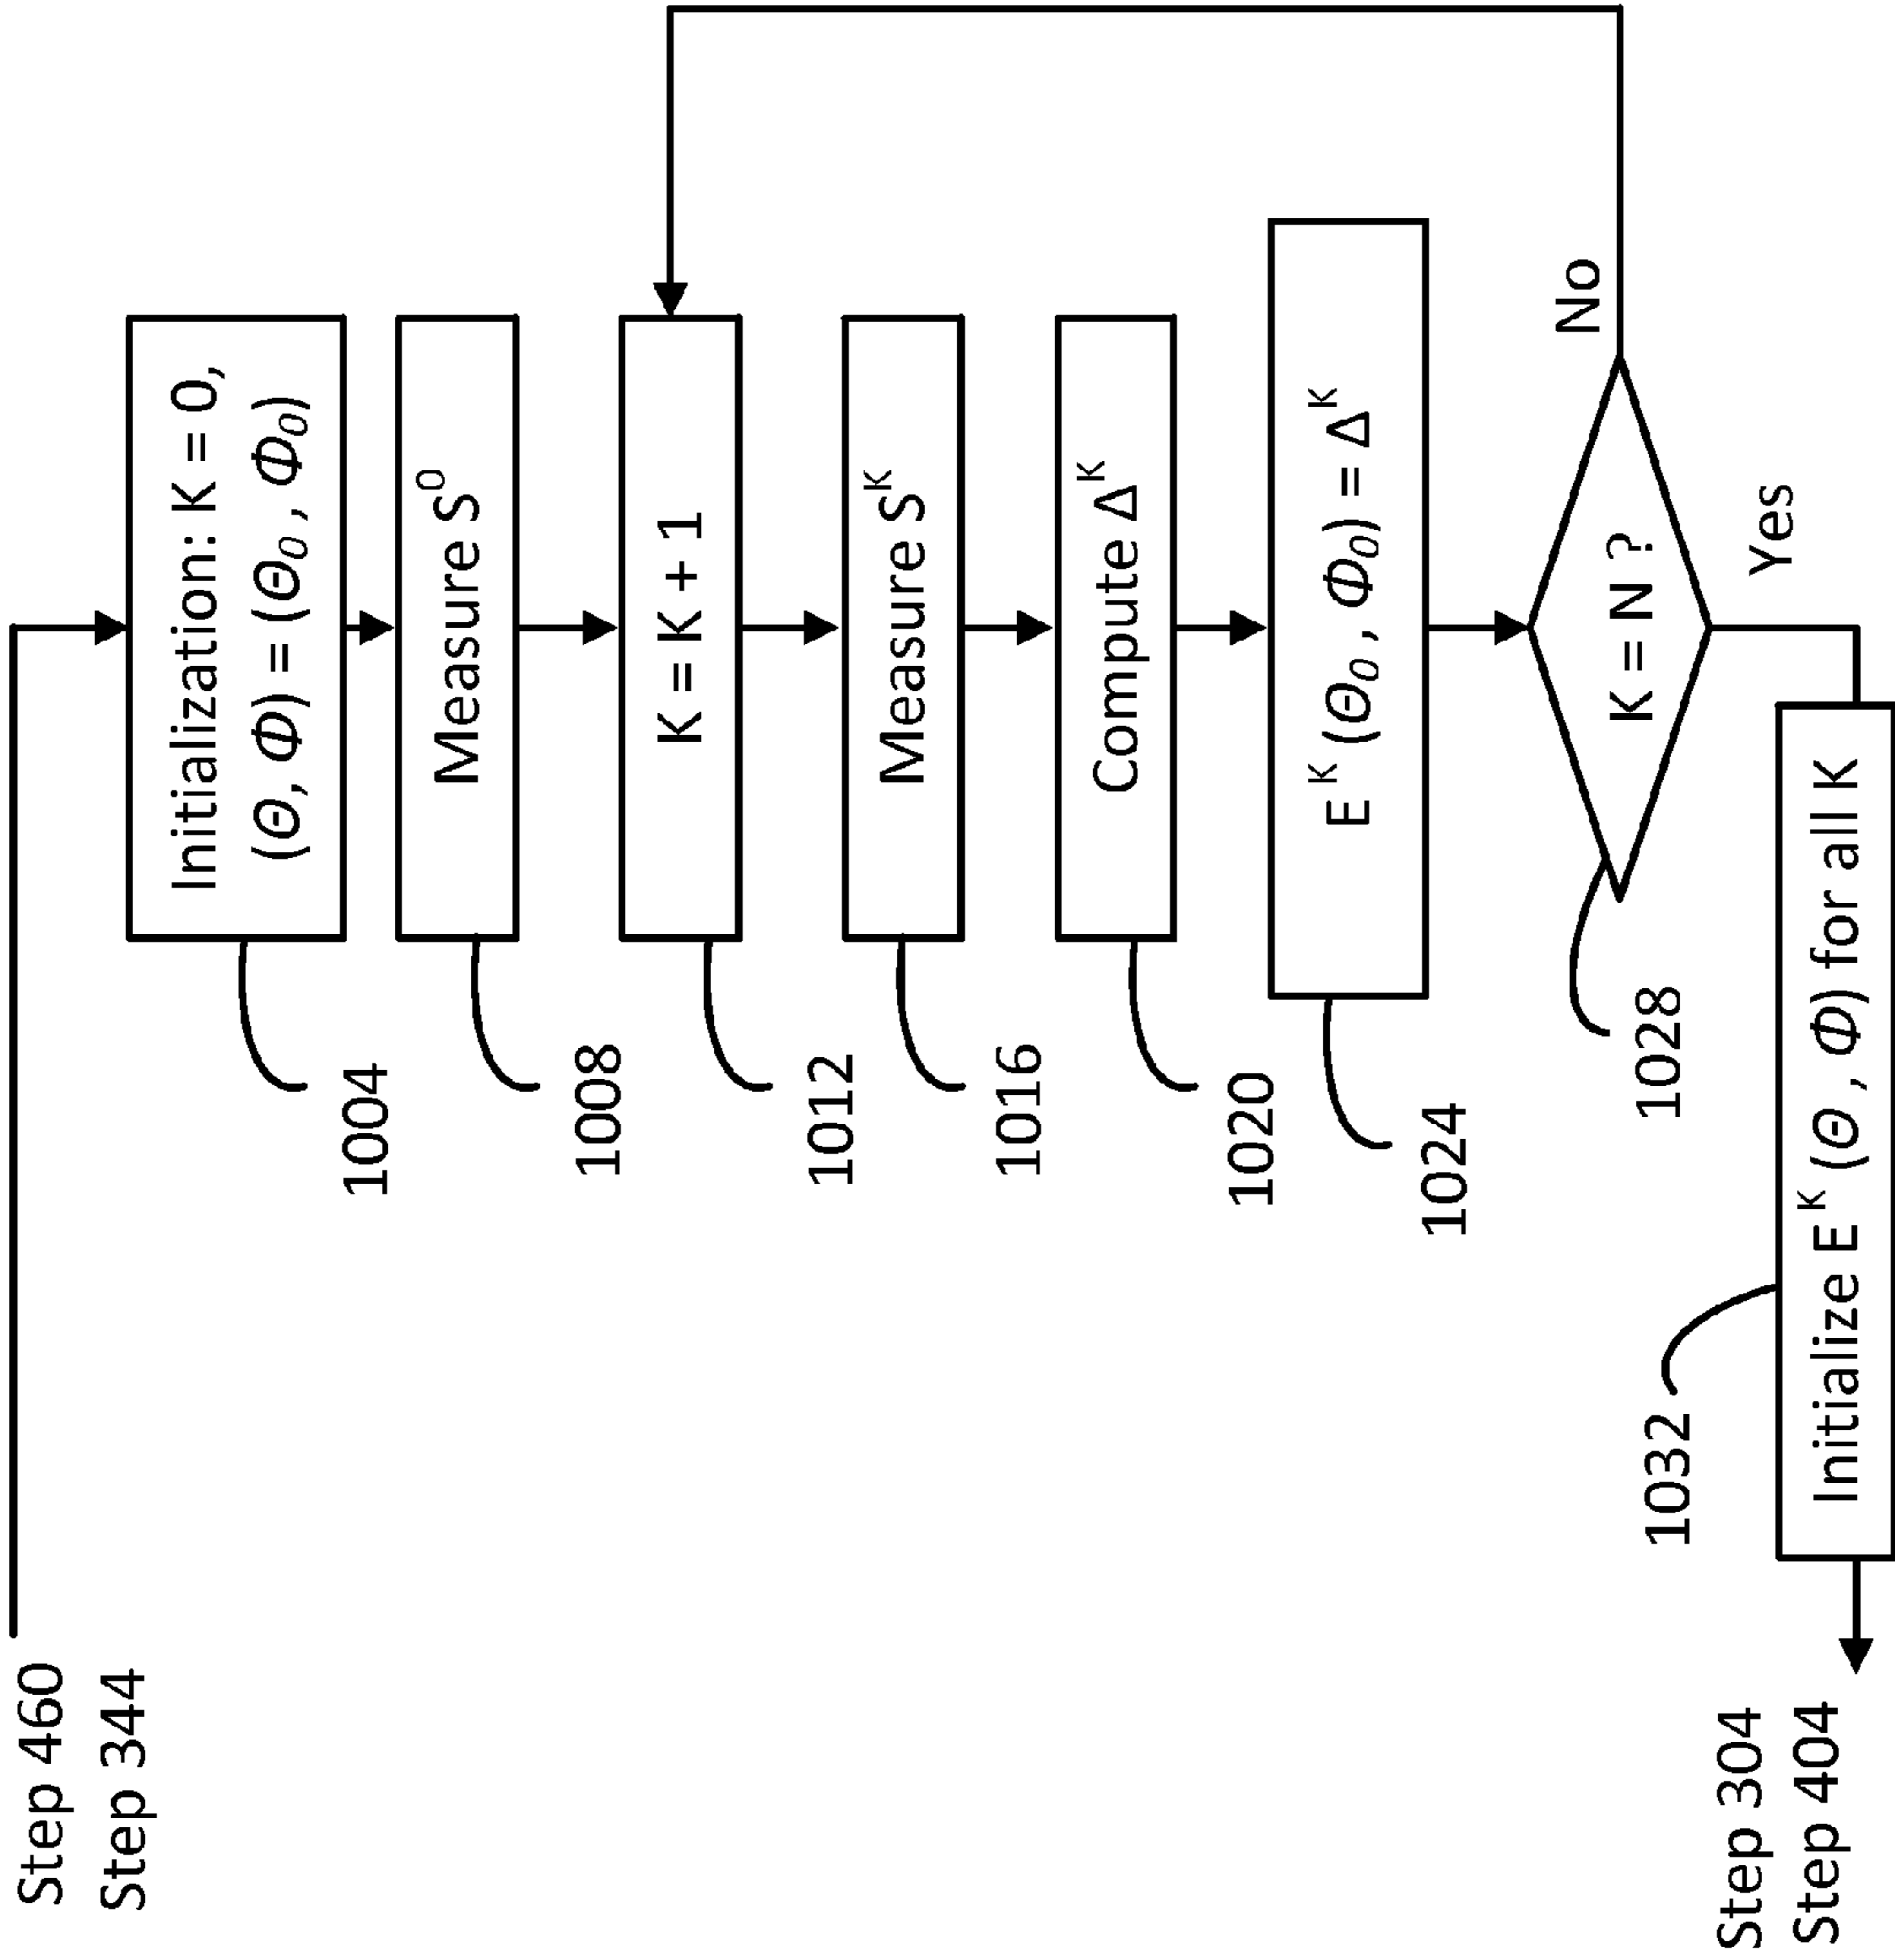 Step 460
Step 344
Initialization: K = 0,
(Θ, Φ) = (Θ₀, Φ₀)
1004
Measure S⁰
1008
K = K + 1
1012
Measure Sᴷ
1016
Compute Δᴷ
1020
Eᴷ (Θ₀, Φ₀) = Δᴷ
1024
K = N ?
No
1028
Yes
1032
Initialize Eᴷ (Θ, Φ) for all K
Step 304
Step 404